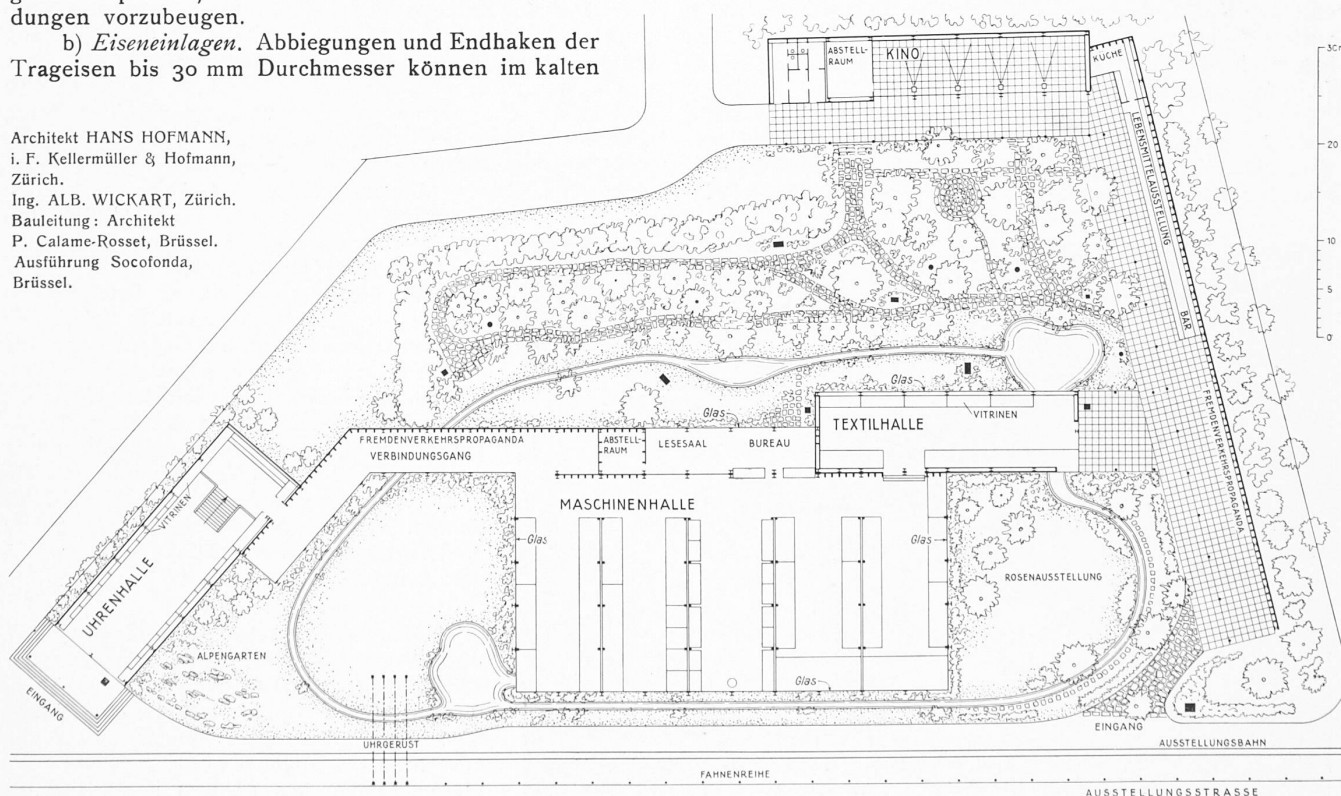 dungen vorzubeugen.
b) Eiseneinlagen. Abbiegungen und Endhaken der
Trageisen bis 30 mm Durchmesser können im kalten
Architekt HANS HOFMANN,
i. F. Kellermüller & Hofmann,
Zürich.
Ing. ALB. WICKART, Zürich.
Bauleitung: Architekt
P. Calame-Rosset, Brüssel.
Ausführung Socofonda,
Brüssel.
ABSTELL-
RAUM
KINO
KÜCHE
LEBENSMITTELAUSSTELLUNG
BAR
FREMDENVERKEHRSPROPAGANDA
20
10
5
0
Glas
VITRINEN
TEXTILHALLE
Glas
FREMDENVERKEHRSPROPAGANDA
VERBINDUNGSGANG
ABSTELL-
RAUM
LESESAAL
BUREAU
MASCHINENHALLE
Glas
Glas
Glas
VITRINEN
UHRENHALLE
EINGANG
ALPENGARTEN
ROSENAUSSTELLUNG
EINGANG
UHRGERÜST
AUSSTELLUNGSBAHN
FAHNENREIHE
AUSSTELLUNGSSTRASSE